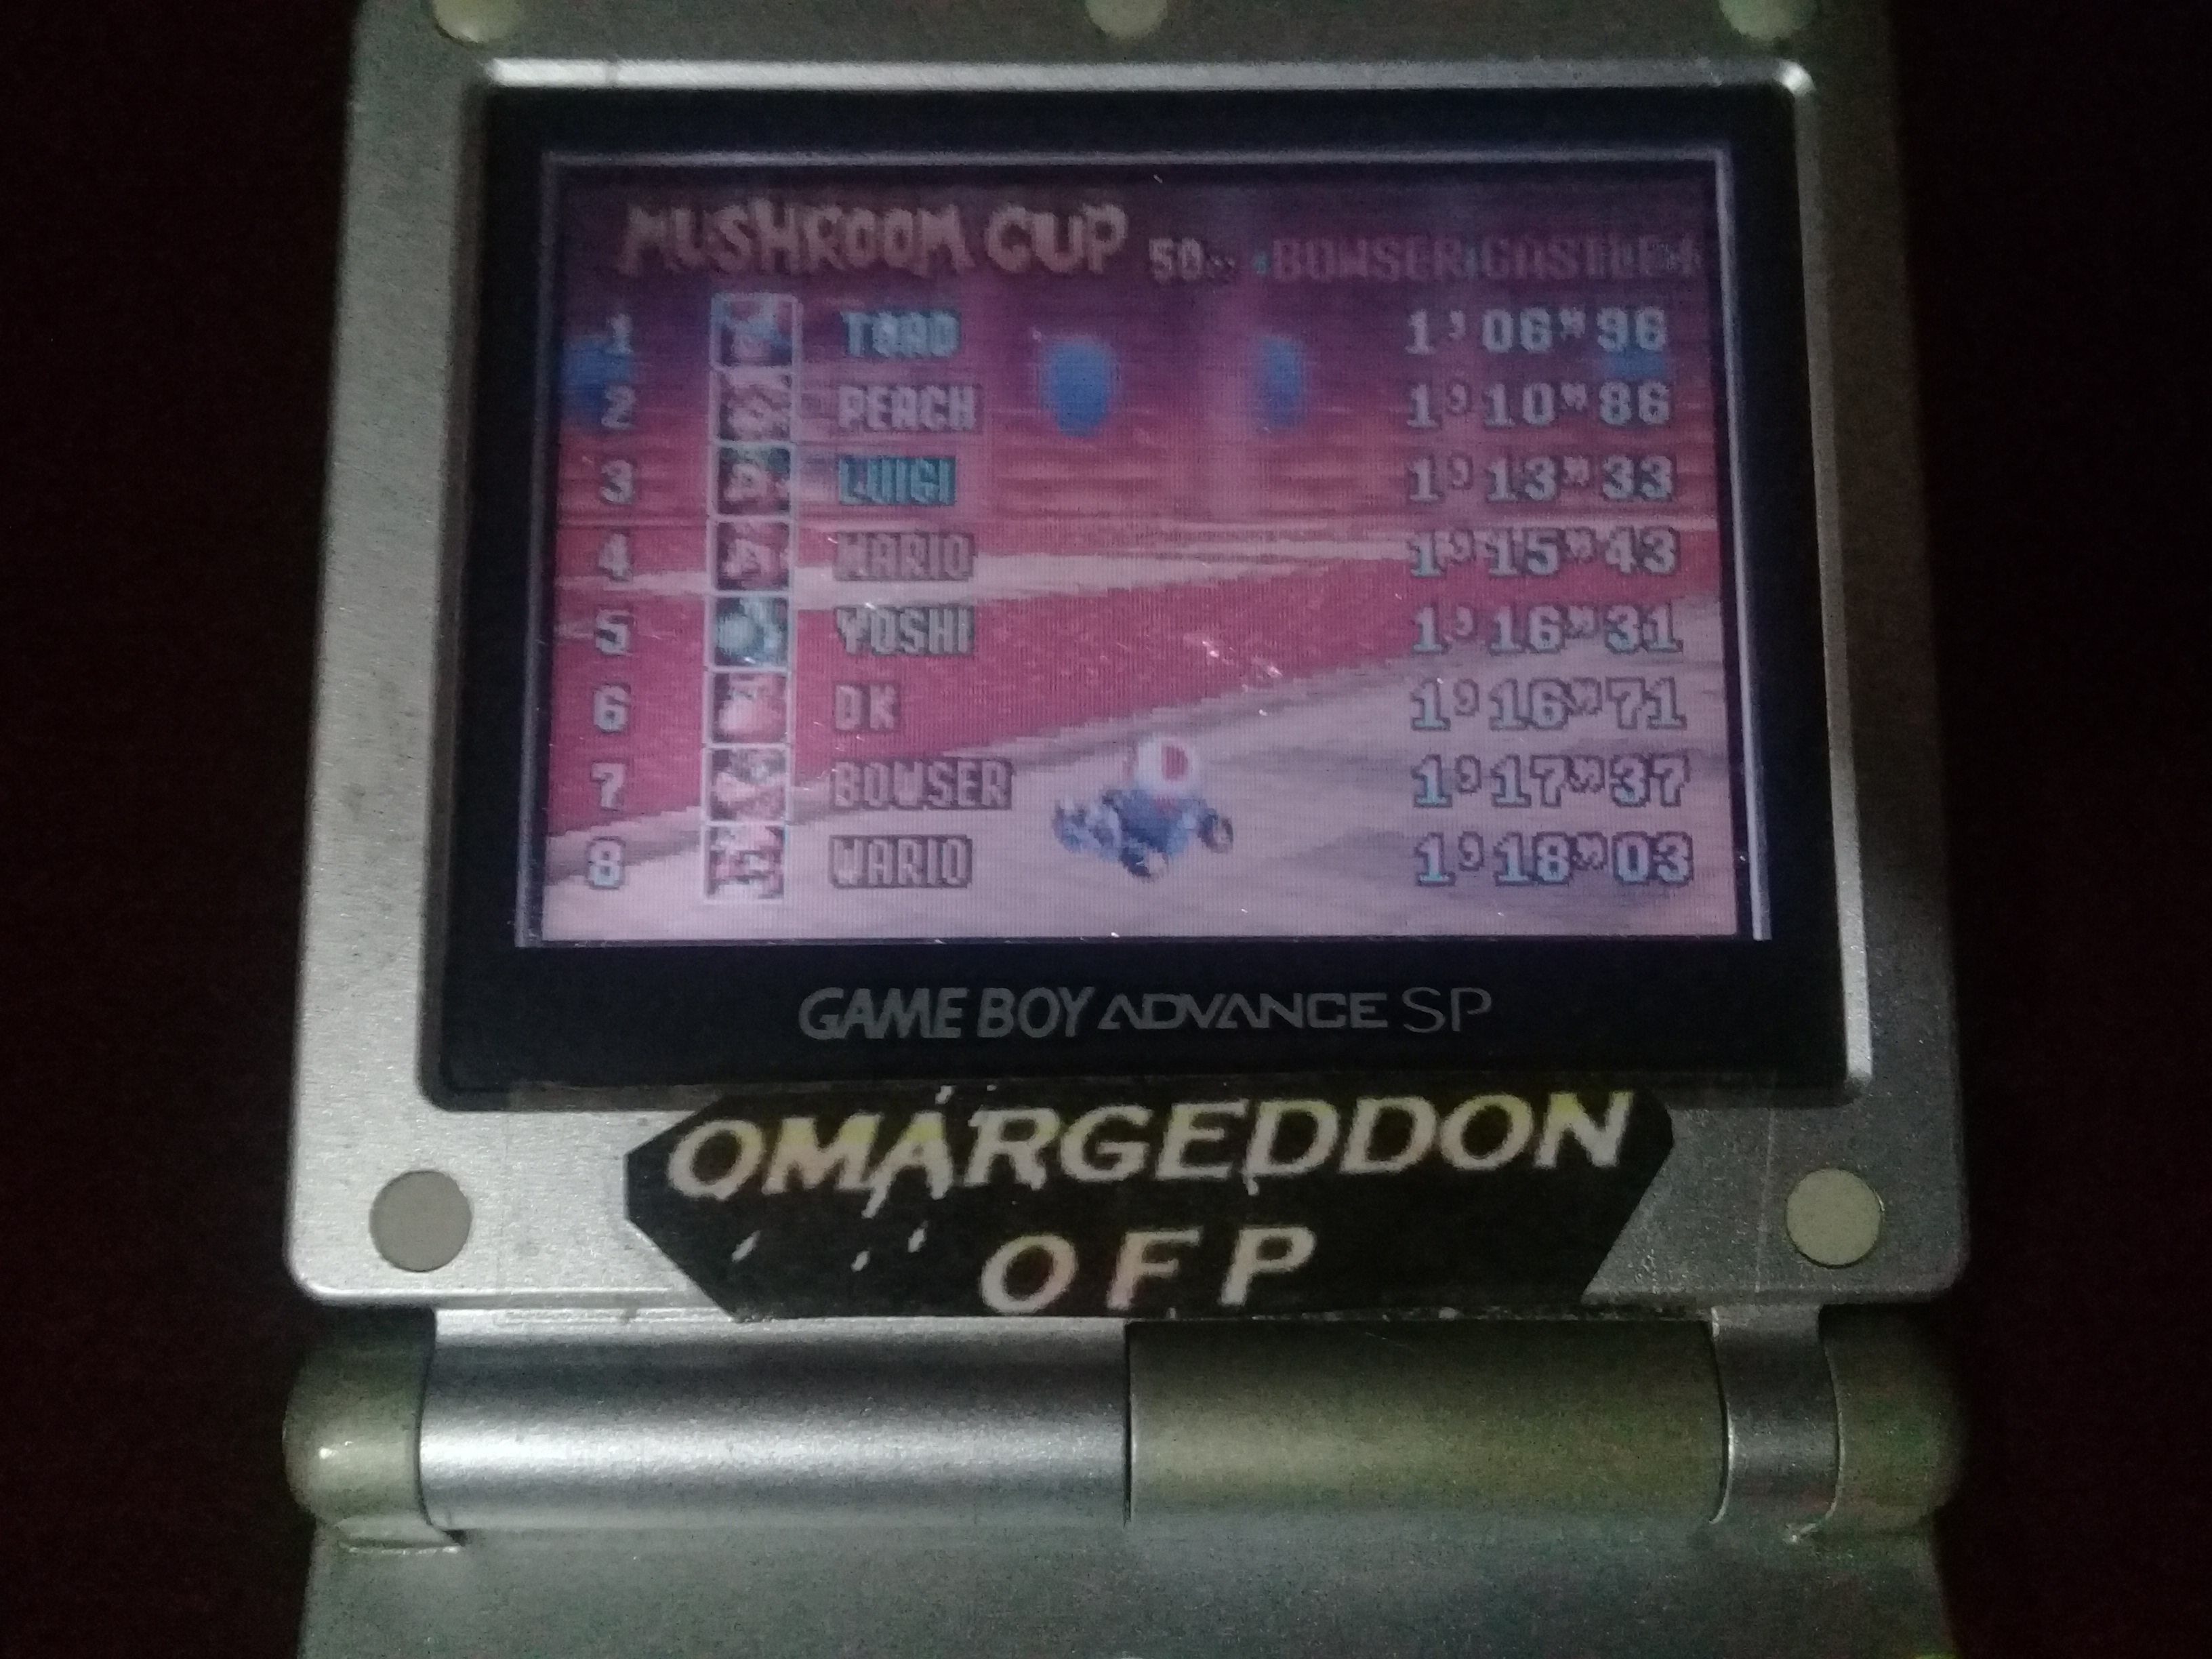 MUSHROOM CUP 50cc BOWSER CASTLE
1 TOAD 1'06"96
2 PEACH 1'10"86
3 LUIGI 1'13"33
4 MARIO 1'15"43
5 YOSHI 1'16"31
6 DK 1'16"71
7 BOWSER 1'17"37
8 WARIO 1'18"03
GAME BOY ADVANCE SP
OMARGEDDON
OFP